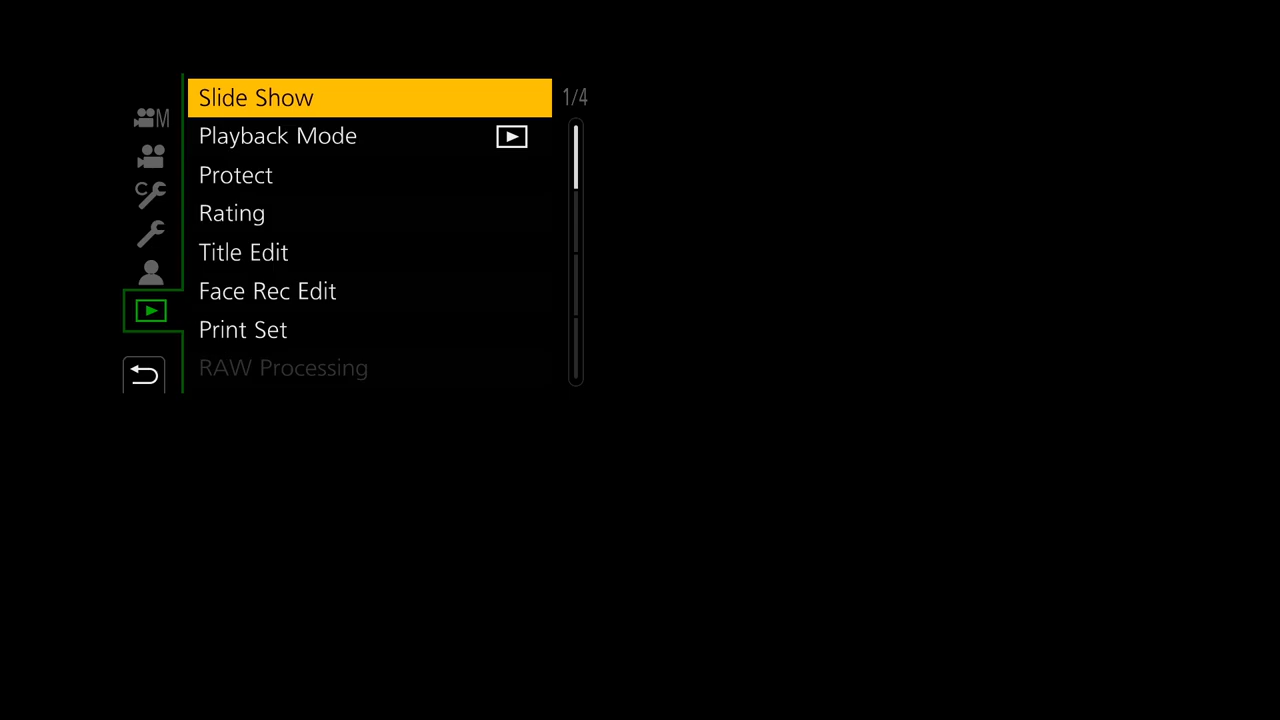 Slide Show 1/4
M
Playback Mode
C
Protect
Rating
Title Edit
Face Rec Edit
Print Set
RAW Processing